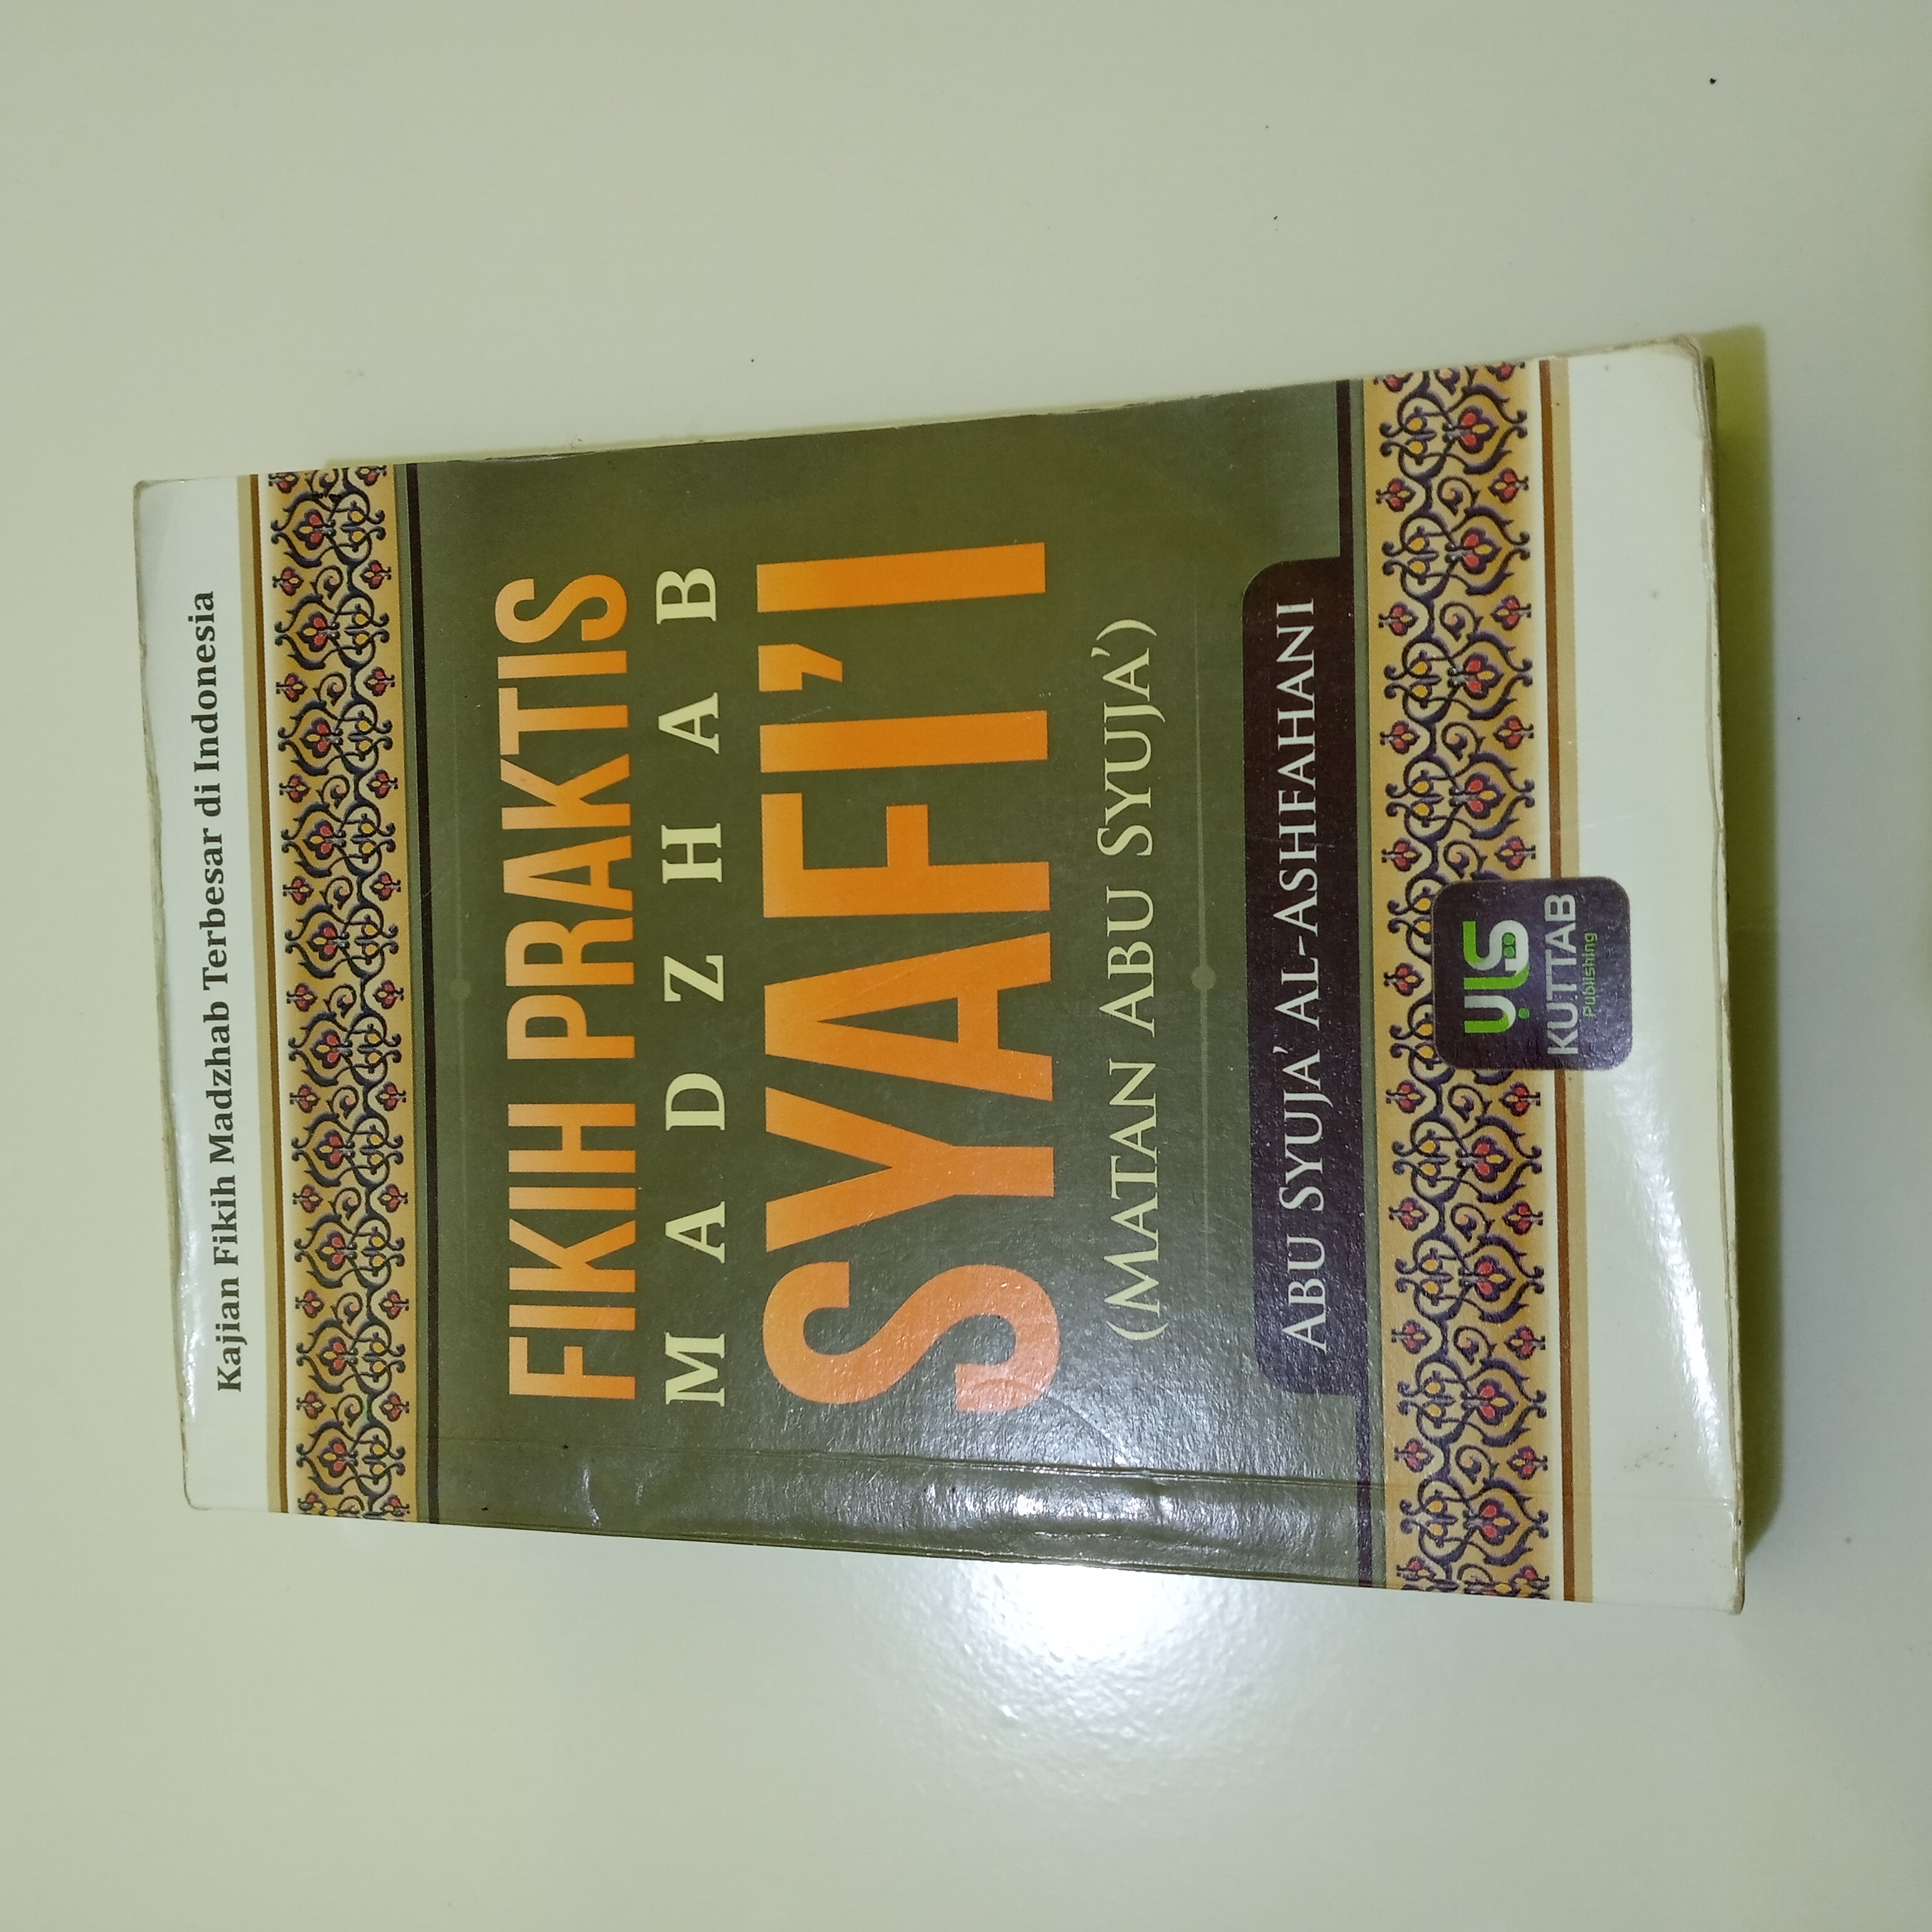 Kajian Fikih Madzhab Terbesar di Indonesia
FIKIH PRAKTIS
MADZHAB
SYAFI'I
(MATAN ABU SYUJA')
ABU SYUJA' AL-ASHFAHANI
كتاب
KUTTAB
Publishing